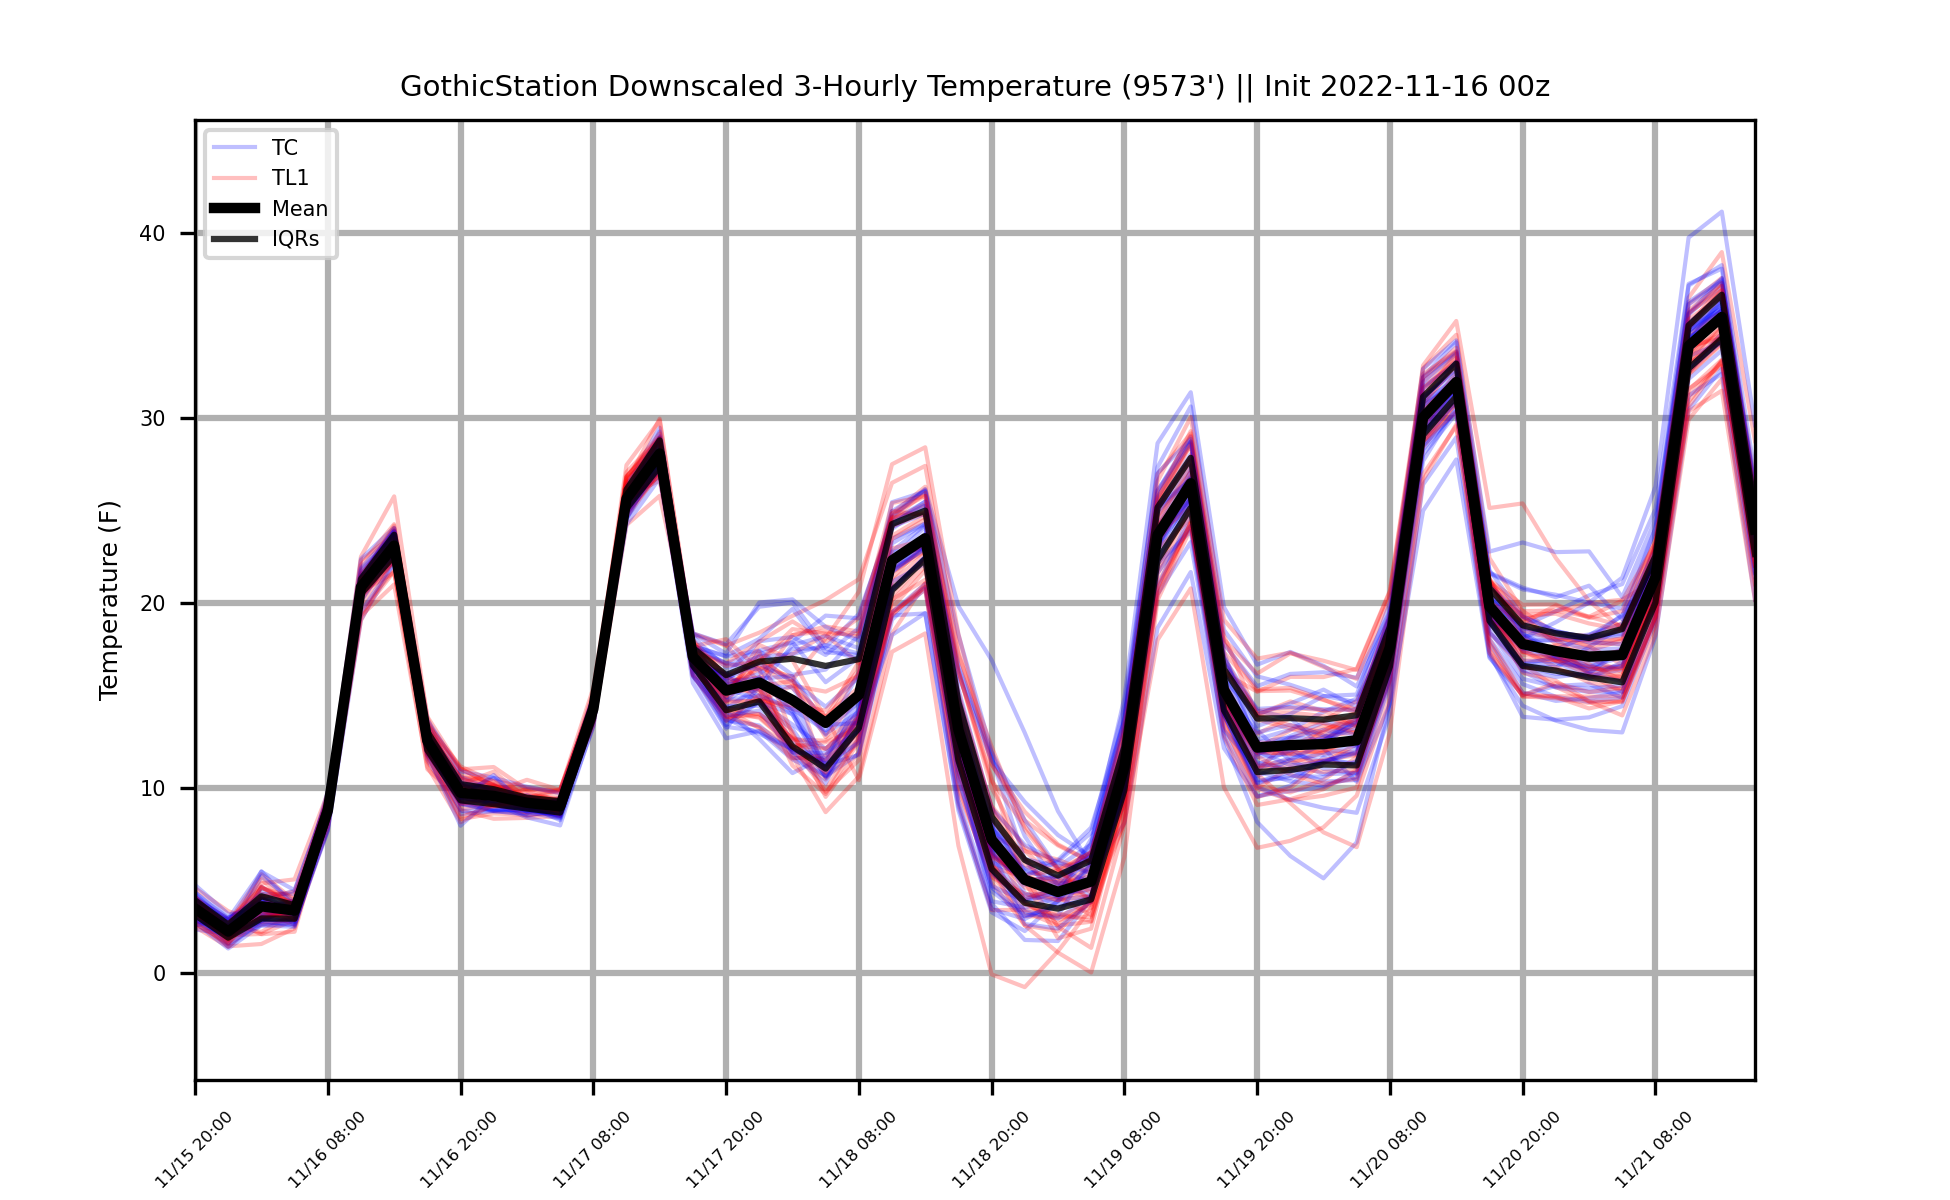 GothicStation Downscaled 3-Hourly Temperature (9573') || Init 2022-11-16 00z
TC
TL1
Mean
IQRs
Temperature (F)
40
30
20
10
0
11/15 20:00
11/16 08:00
11/16 20:00
11/17 08:00
11/17 20:00
11/18 08:00
11/18 20:00
11/19 08:00
11/19 20:00
11/20 08:00
11/20 20:00
11/21 08:00